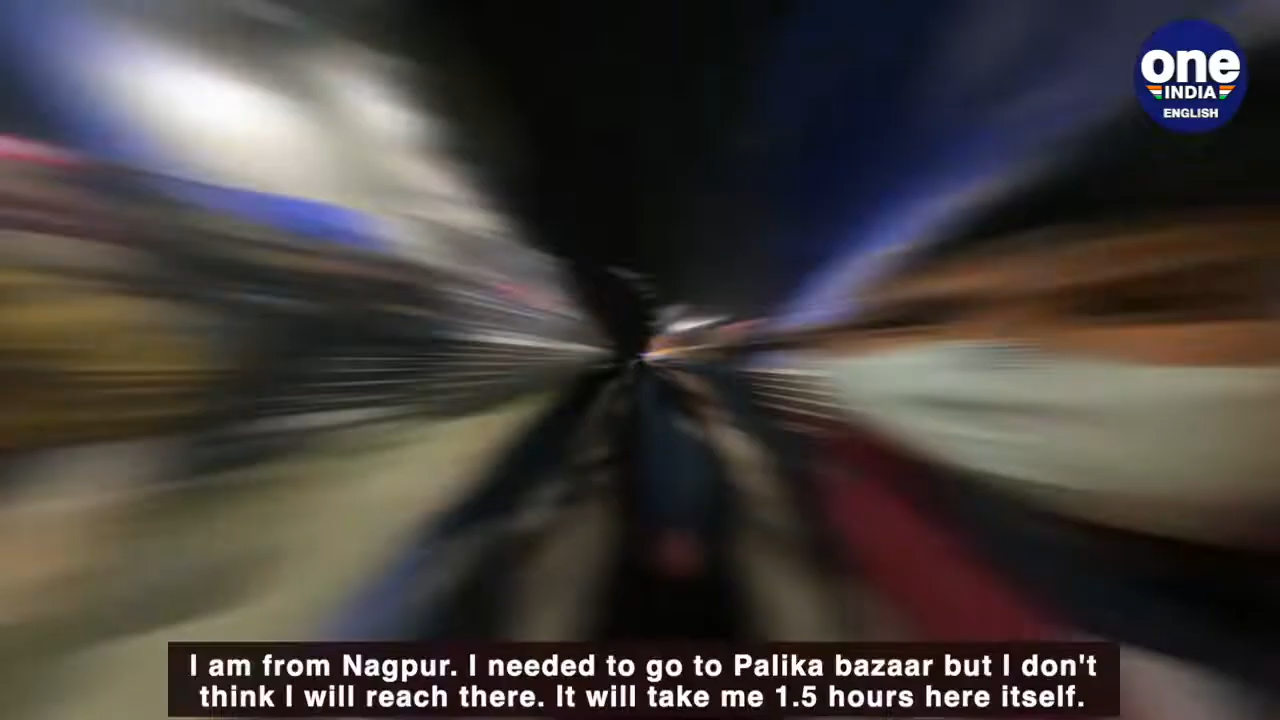 one
INDIA
ENGLISH
I am from Nagpur. I needed to go to Palika bazaar but I don't
think I will reach there. It will take me 1.5 hours here itself.